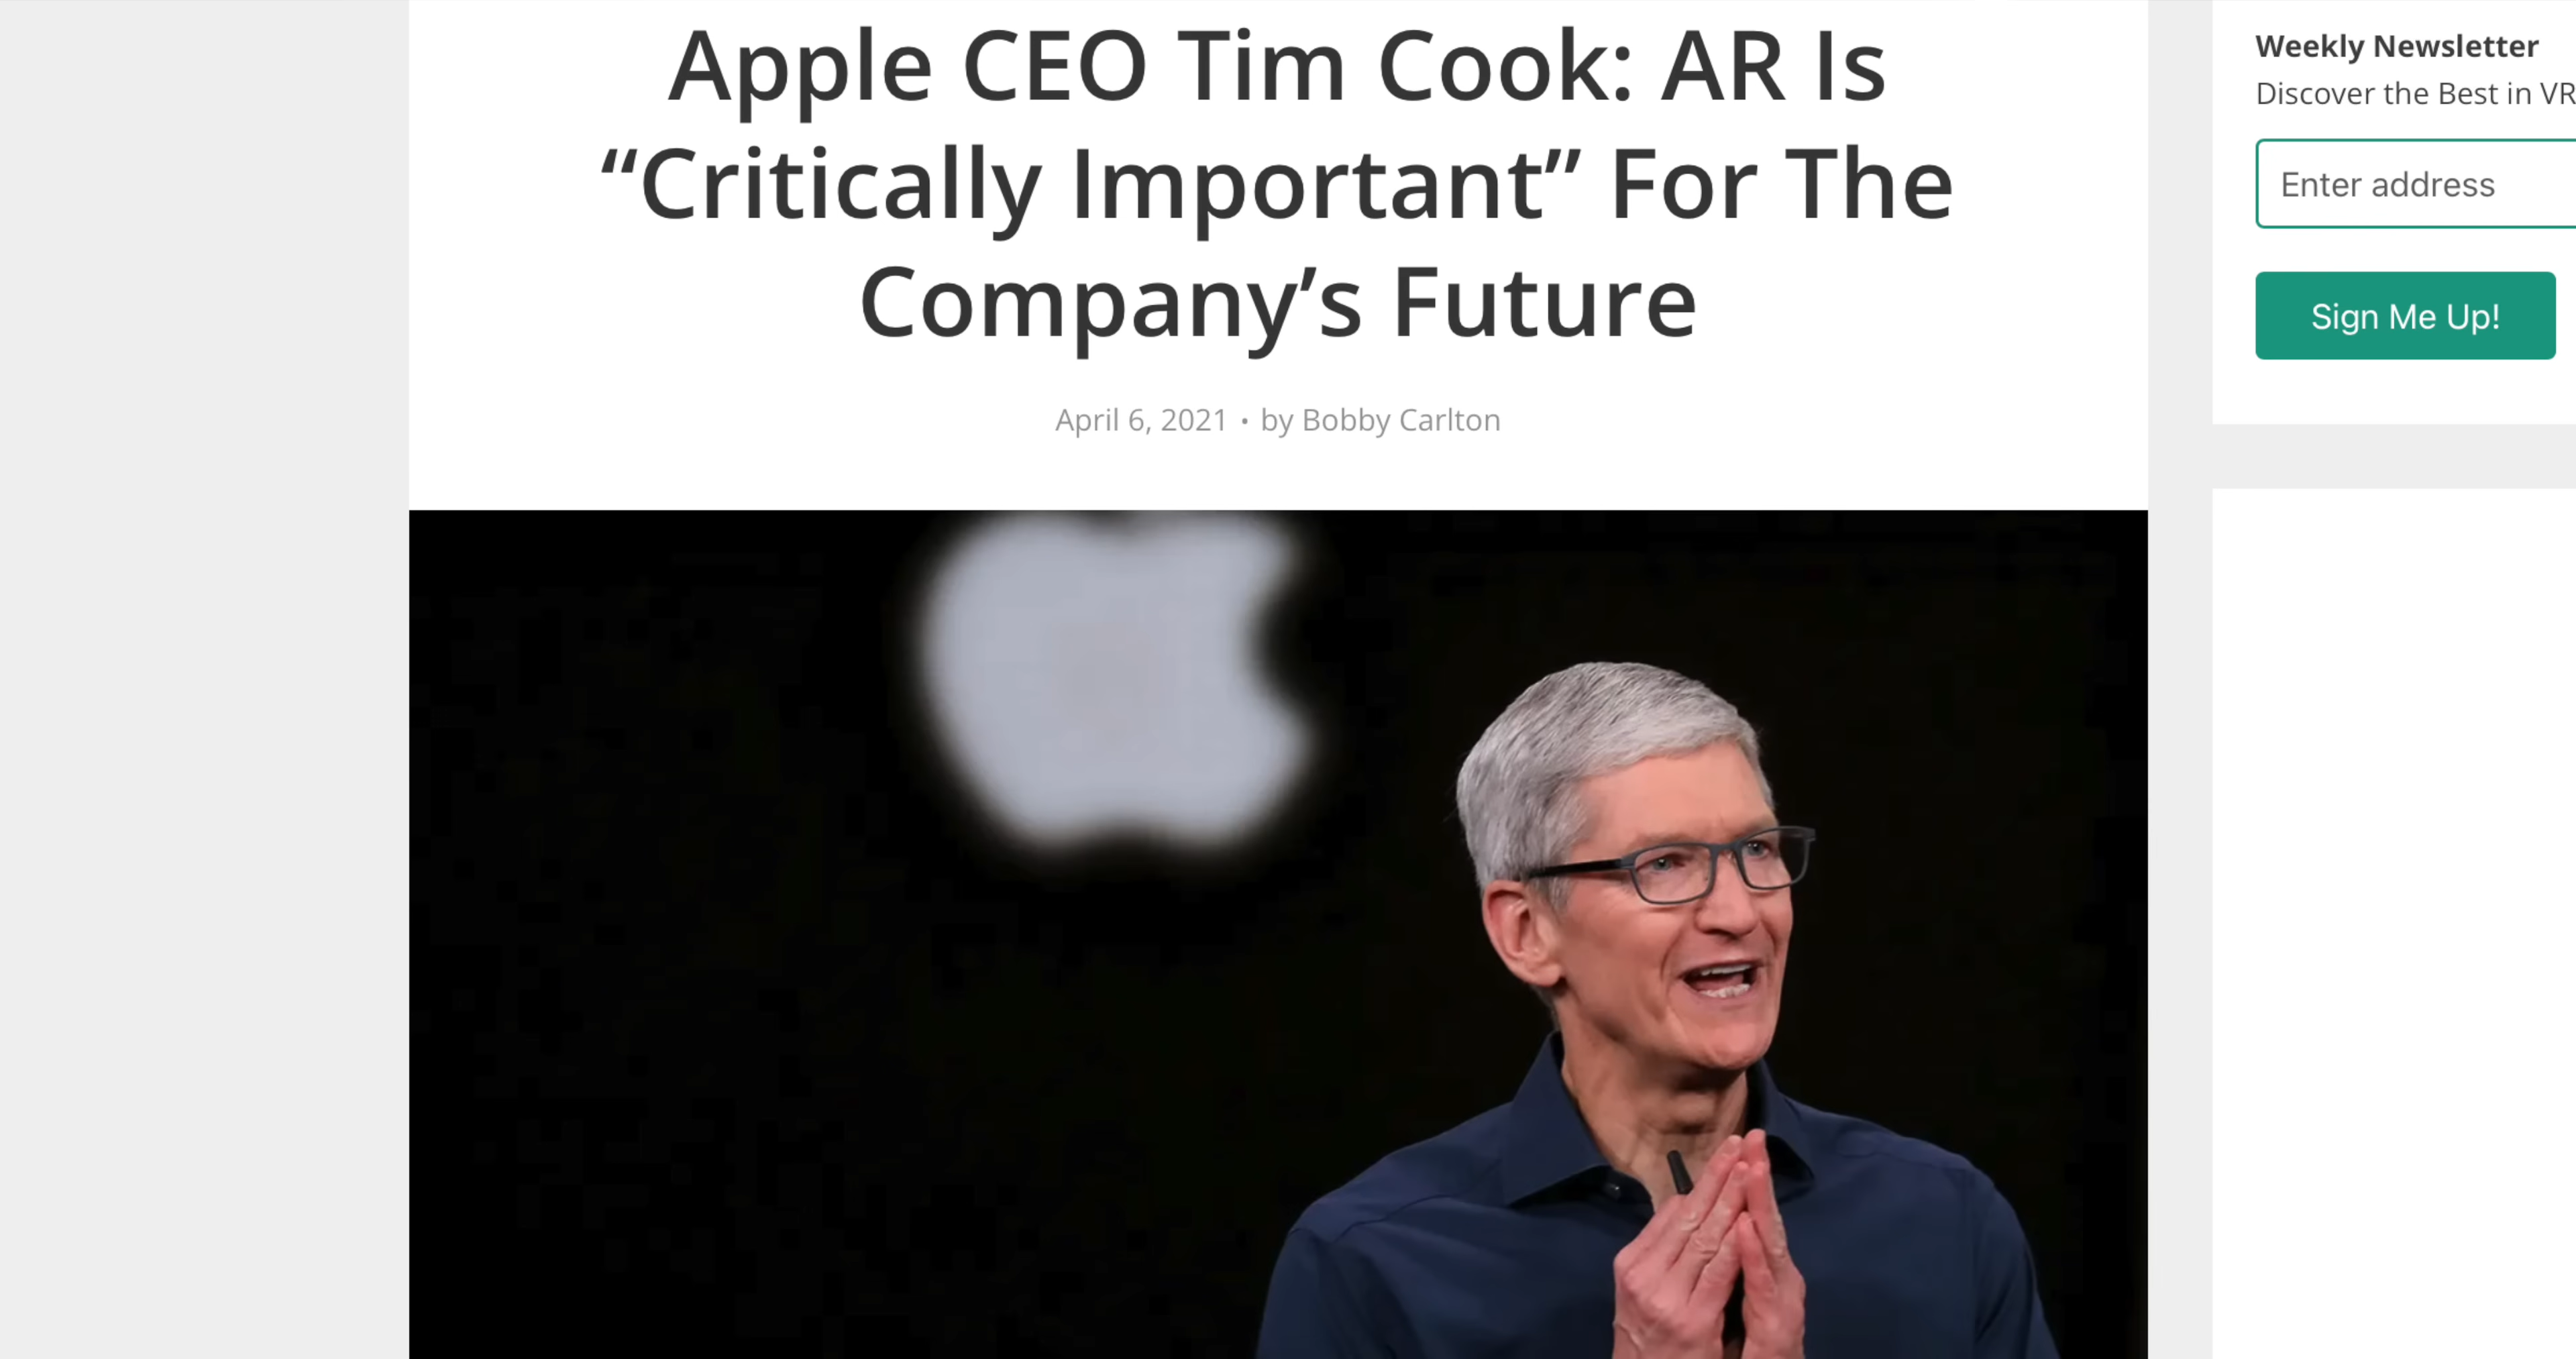 Apple CEO Tim Cook: AR Is
“Critically Important” For The
Company’s Future
April 6, 2021 • by Bobby Carlton
Weekly Newsletter
Discover the Best in VR
Enter address
Sign Me Up!